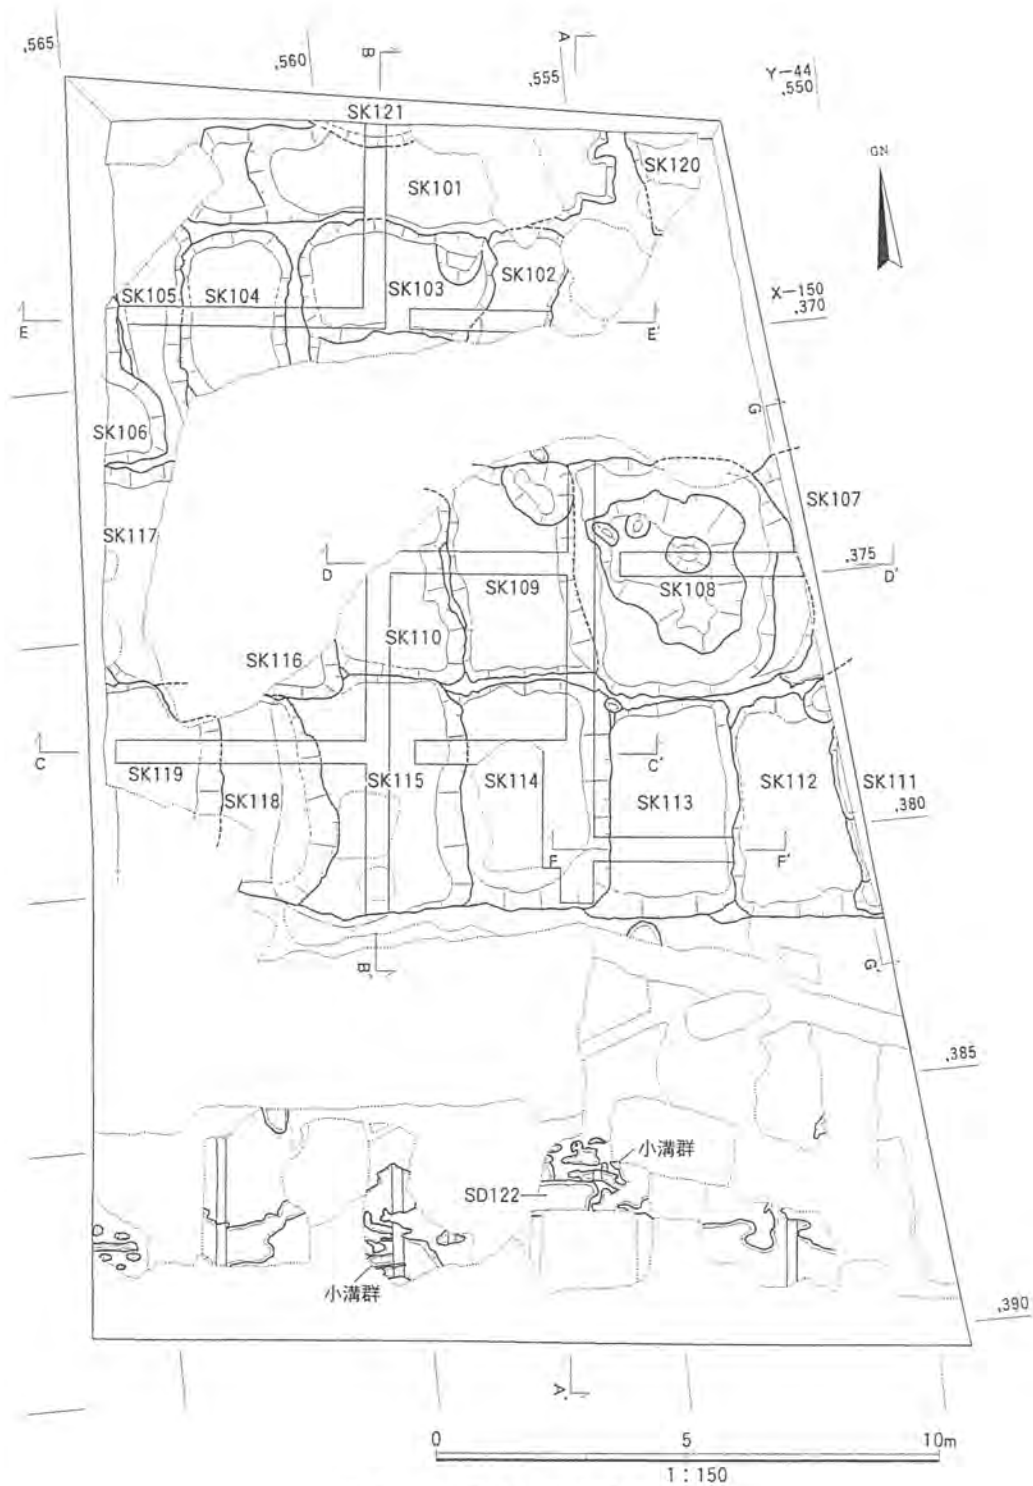 ,565
,560
B
A
,555
Y-44
,550
SK121
SK120
GN
SK101
SK102
SK103
SK105
SK104
X-150
,370
E
E'
G
SK106
SK107
SK117
,375
D
D'
SK109
SK108
SK110
SK116
C
C'
SK119
SK118
SK115
SK114
SK113
SK112
SK111
,380
F
F'
B'
G'
,385
小溝群
SD122
小溝群
,390
A'
0
5
10m
1:150